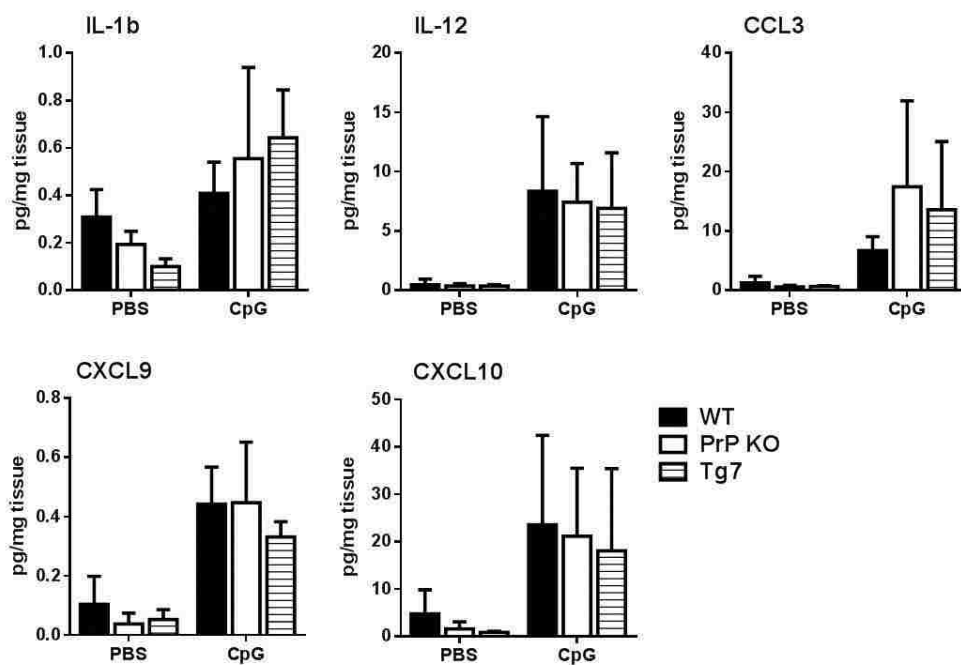 IL-1b
pg/mg tissue
1.0
0.8
0.6
0.4
0.2
0.0
PBS
CpG
IL-12
pg/mg tissue
20
15
10
5
0
PBS
CpG
CCL3
pg/mg tissue
40
30
20
10
0
PBS
CpG
CXCL9
pg/mg tissue
0.8
0.6
0.4
0.2
0.0
PBS
CpG
CXCL10
pg/mg tissue
50
40
30
20
10
0
PBS
CpG
WT
PrP KO
Tg7